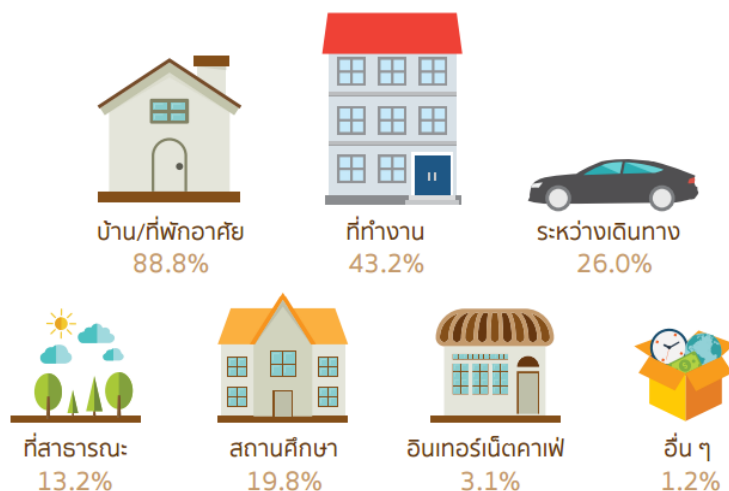 บ้าน/ที่พักอาศัย
88.8%
ที่ทำงาน
43.2%
ระหว่างเดินทาง
26.0%
ที่สาธารณะ
13.2%
สถานศึกษา
19.8%
อินเทอร์เน็ตคาเฟ่
3.1%
อื่น ๆ
1.2%